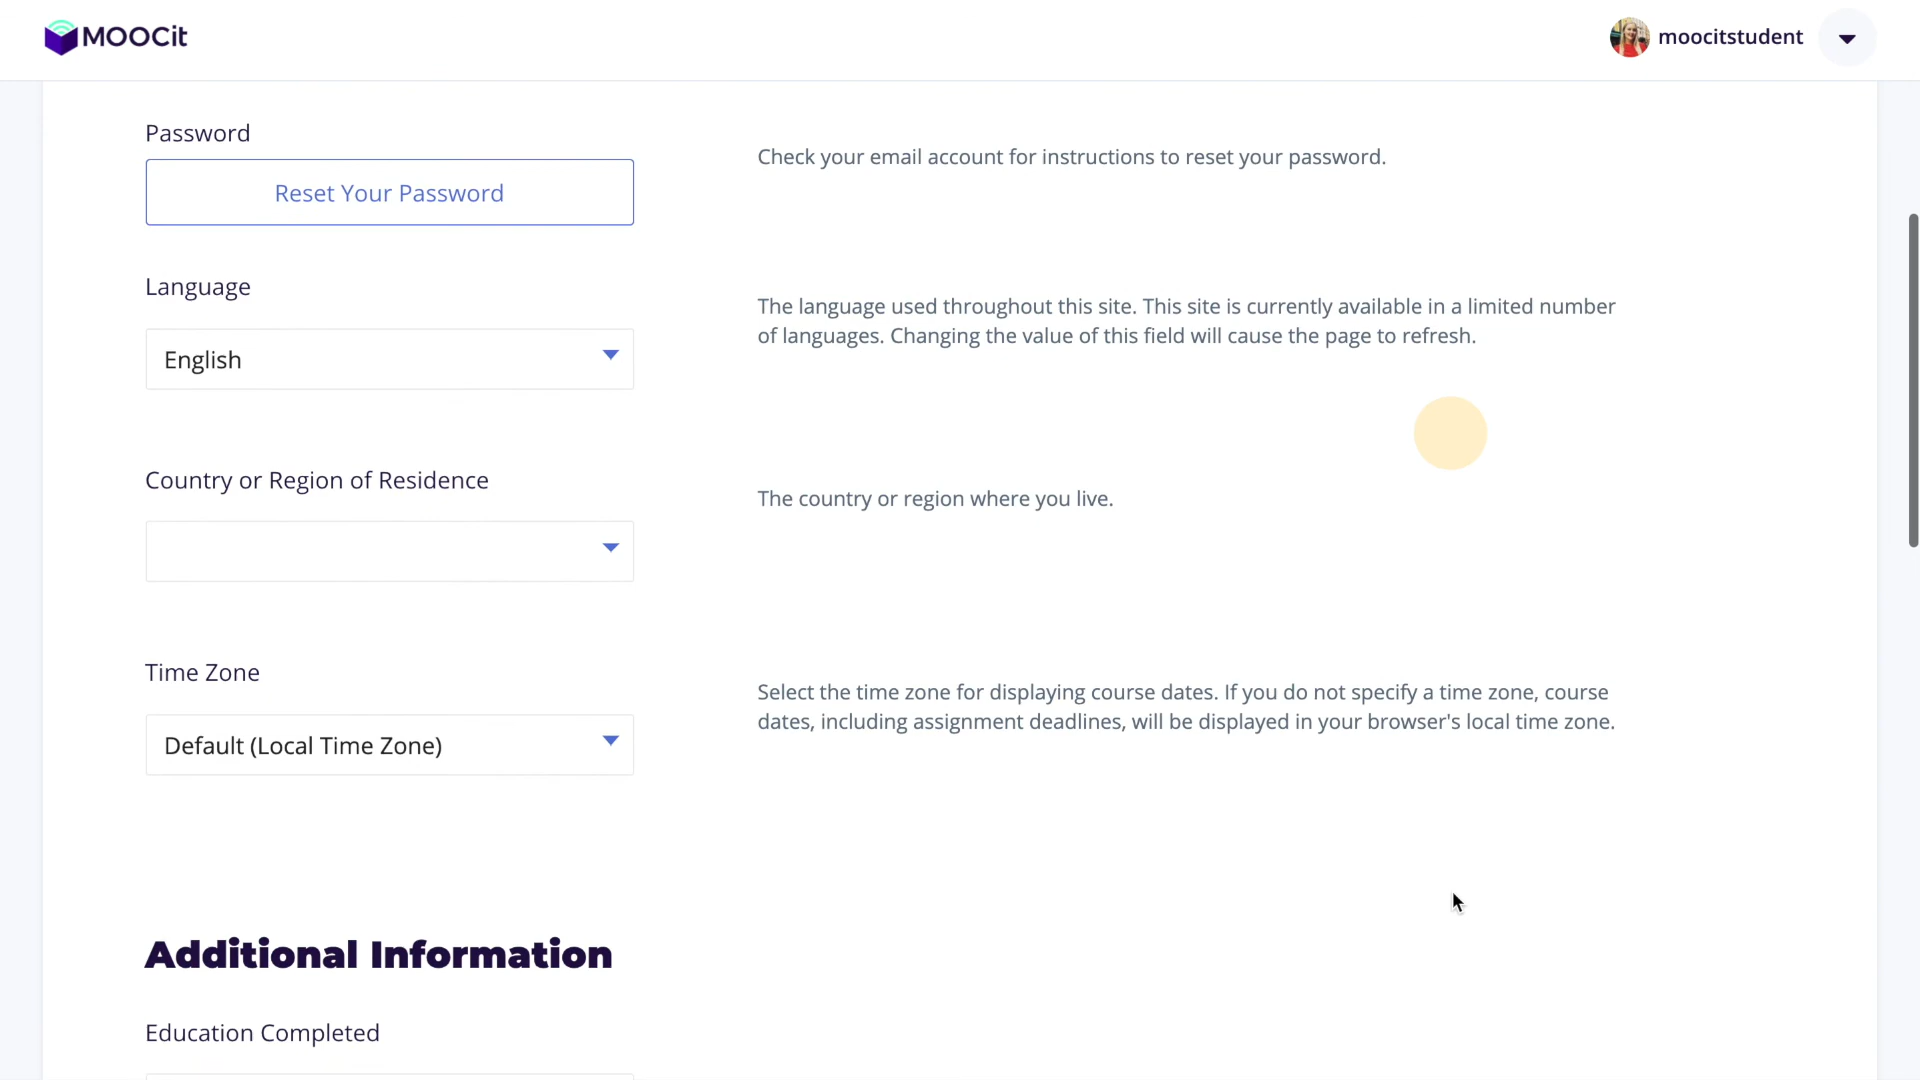 MOOCit
moocitstudent
Password
Check your email account for instructions to reset your password.
Reset Your Password
Language
The language used throughout this site. This site is currently available in a limited number
of languages. Changing the value of this field will cause the page to refresh.
English
Country or Region of Residence
The country or region where you live.
Time Zone
Select the time zone for displaying course dates. If you do not specify a time zone, course
dates, including assignment deadlines, will be displayed in your browser's local time zone.
Default (Local Time Zone)
Additional Information
Education Completed